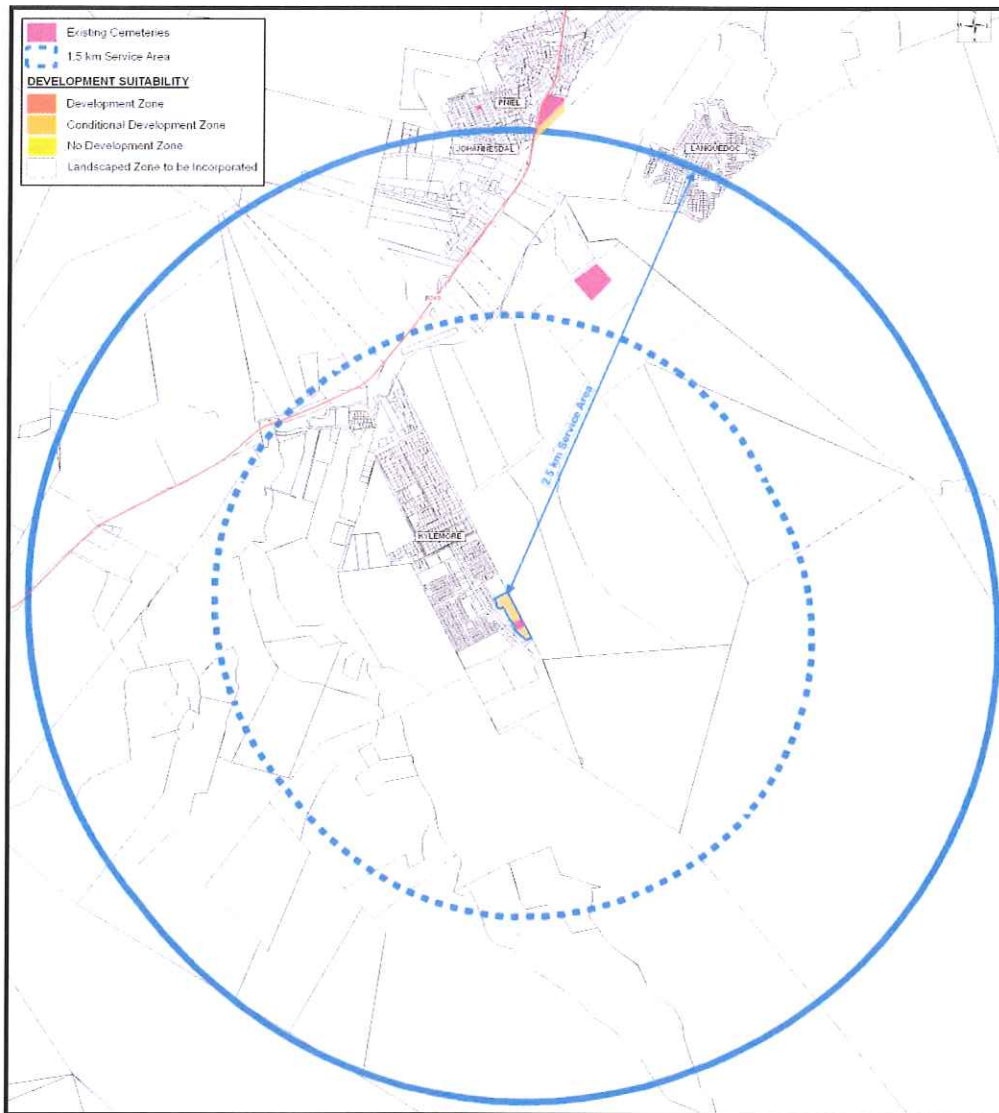 Existing Cemeteries
1.5 km Service Area
DEVELOPMENT SUITABILITY
Development Zone
Conditional Development Zone
No Development Zone
Landscaped Zone to be Incorporated
PNIEL
JOHANNESDAL
LANGUEDOC
2.5 km Service Area
KYLEMORE